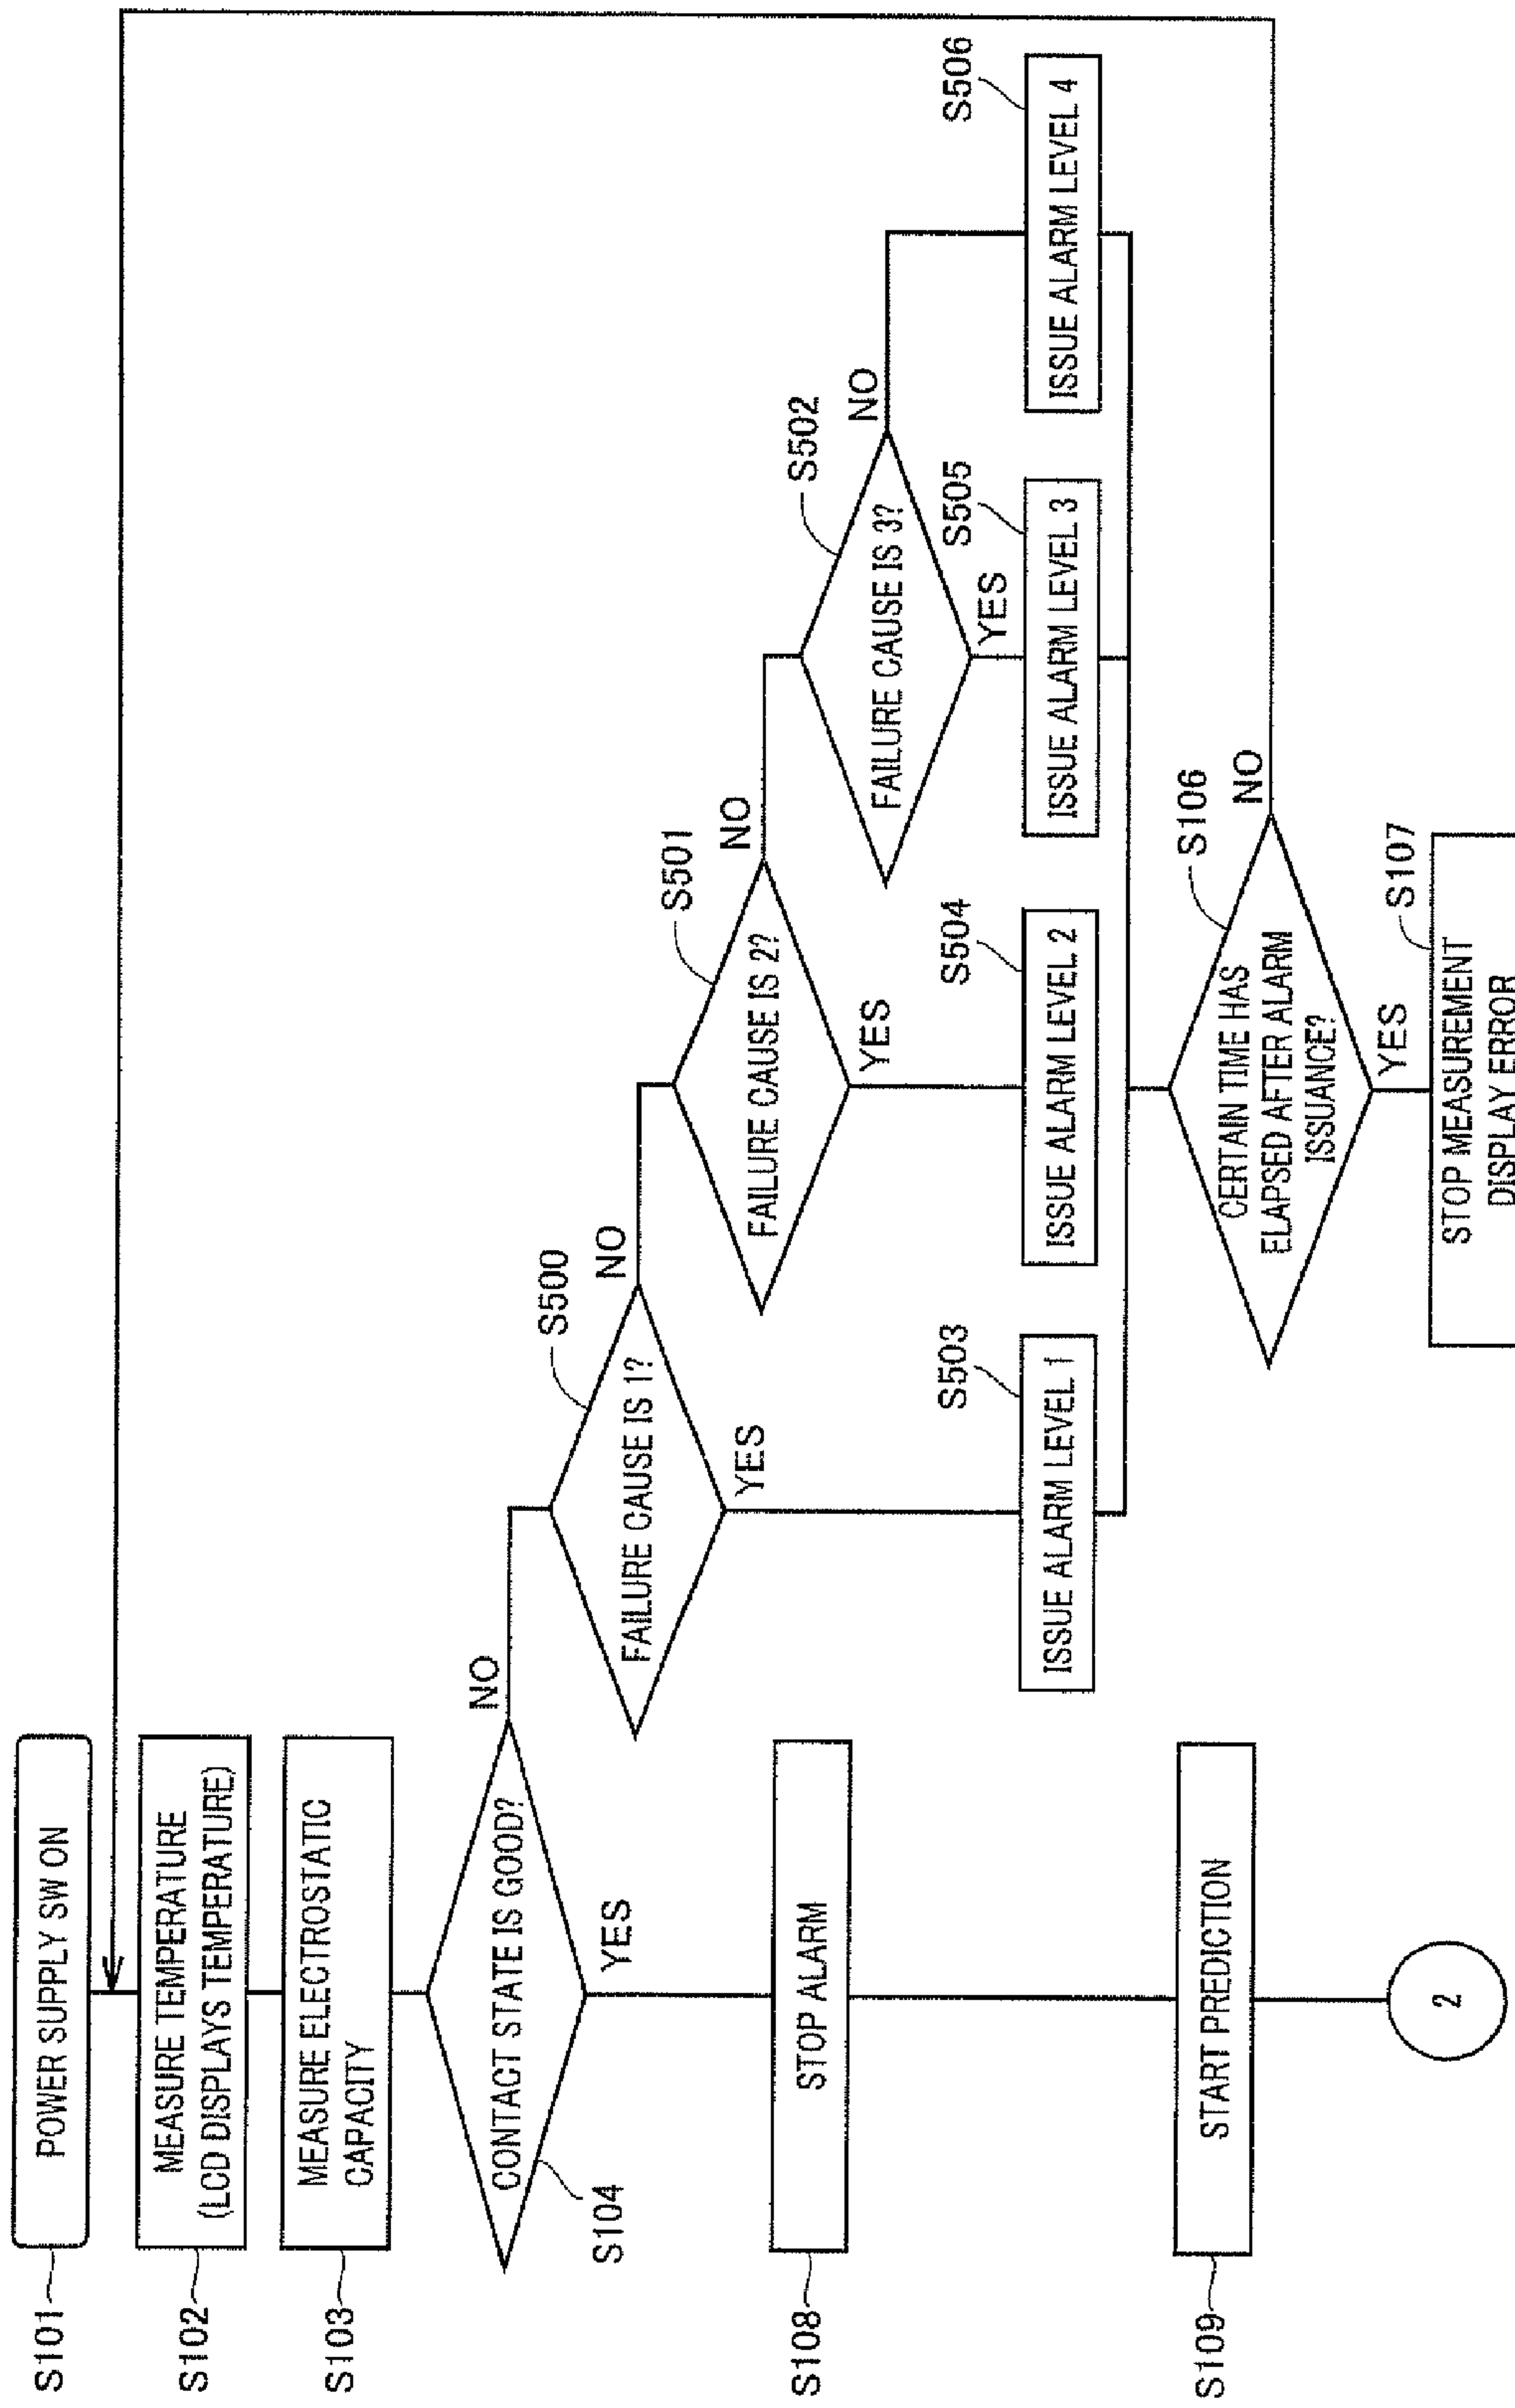 S101
POWER SUPPLY SW ON
S102
MEASURE TEMPERATURE
(LCD DISPLAYS TEMPERATURE)
S103
MEASURE ELECTROSTATIC
CAPACITY
S104
CONTACT STATE IS GOOD?
NO
YES
S500
FAILURE CAUSE IS 1?
NO
YES
S501
FAILURE CAUSE IS 2?
NO
YES
S502
FAILURE CAUSE IS 3?
NO
YES
S108
STOP ALARM
S503
ISSUE ALARM LEVEL 1
S504
ISSUE ALARM LEVEL 2
S505
ISSUE ALARM LEVEL 3
S506
ISSUE ALARM LEVEL 4
S109
START PREDICTION
S106
CERTAIN TIME HAS
ELAPSED AFTER ALARM
ISSUANCE?
NO
YES
2
S107
STOP MEASUREMENT
DISPLAY ERROR